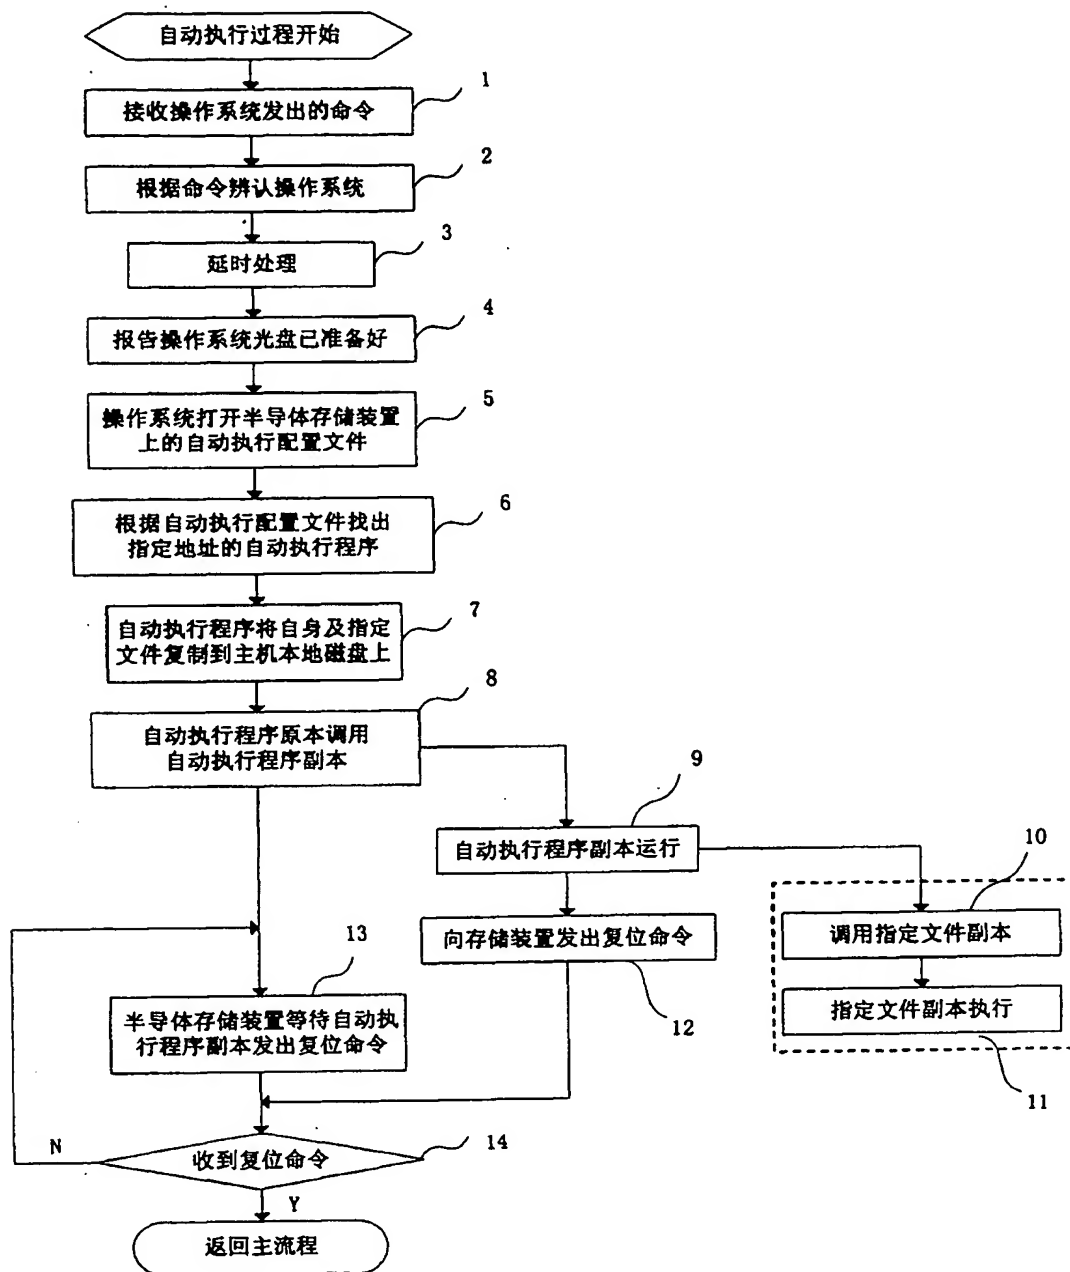 自动执行过程开始
1
接收操作系统发出的命令
2
根据命令辨认操作系统
3
延时处理
4
报告操作系统光盘已准备好
5
操作系统打开半导体存储装置
上的自动执行配置文件
6
根据自动执行配置文件找出
指定地址的自动执行程序
7
自动执行程序将自身及指定
文件复制到主机本地磁盘上
8
自动执行程序原本调用
自动执行程序副本
9
自动执行程序副本运行
10
调用指定文件副本
指定文件副本执行
11
向存储装置发出复位命令
12
13
半导体存储装置等待自动执
行程序副本发出复位命令
14
收到复位命令
N
Y
返回主流程